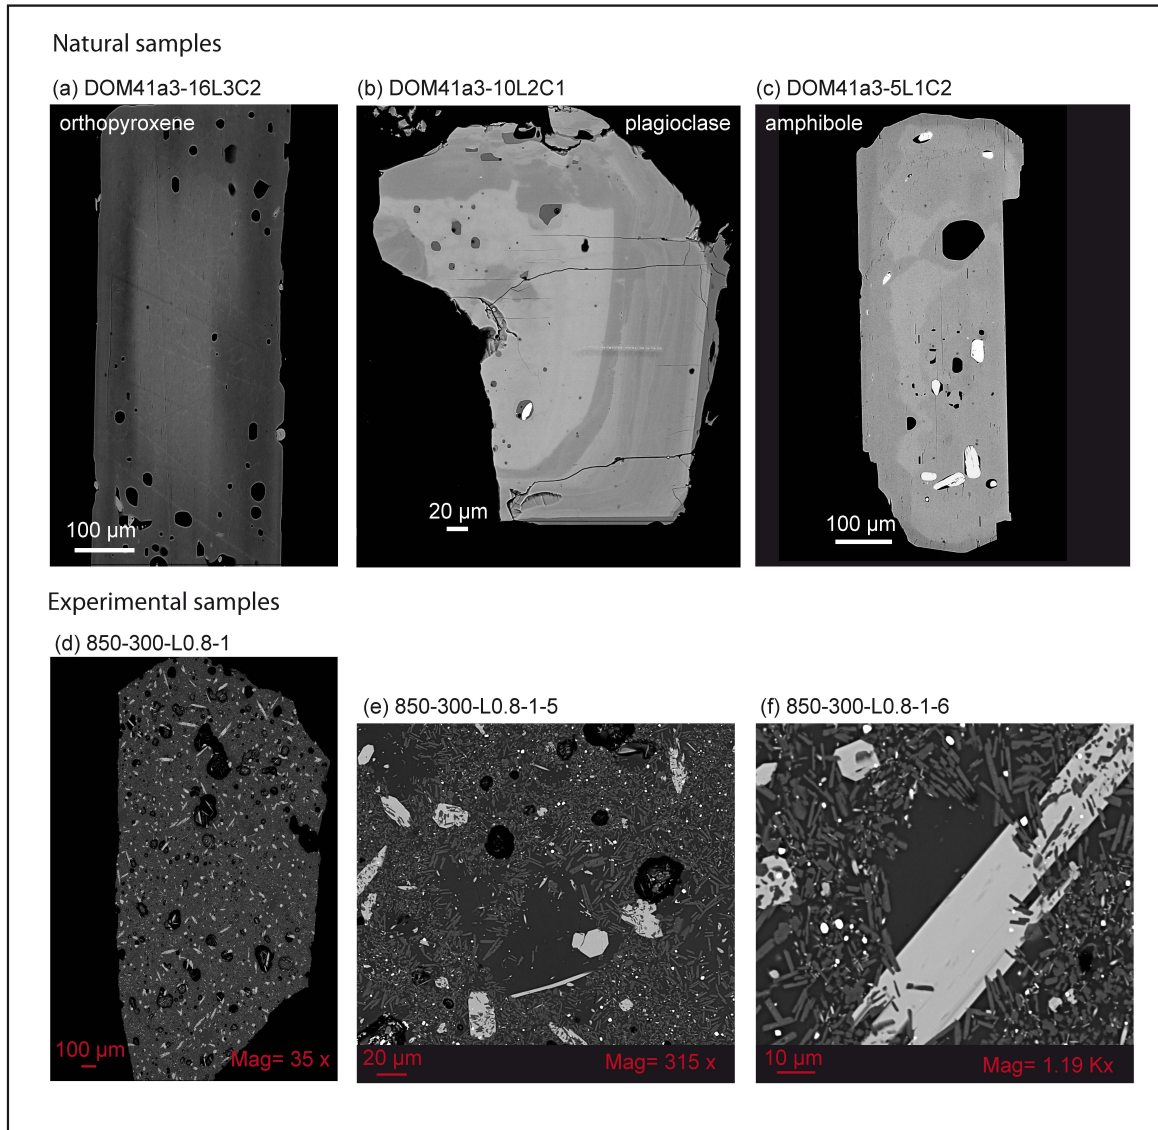 Natural samples
(a) DOM41a3-16L3C2
(b) DOM41a3-10L2C1
(c) DOM41a3-5L1C2
orthopyroxene
plagioclase
amphibole
100 µm
20 µm
100 µm
Experimental samples
(d) 850-300-L0.8-1
(e) 850-300-L0.8-1-5
(f) 850-300-L0.8-1-6
100 µm
Mag= 35 x
20 µm
Mag= 315 x
10 µm
Mag= 1.19 Kx